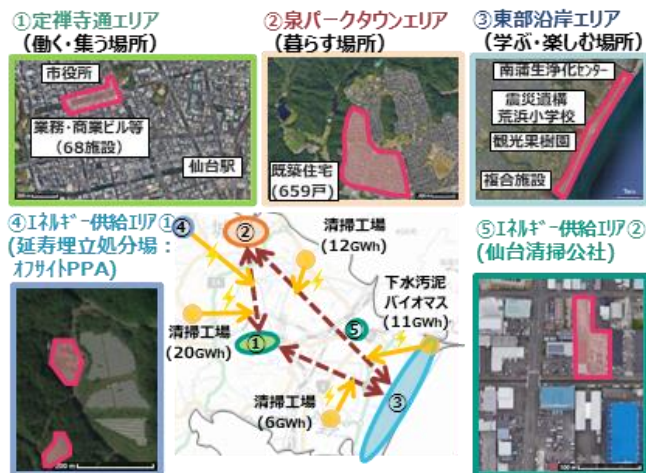 ①定禅寺通エリア
(働く・集う場所)
市役所
業務・商業ビル等
(68施設)
仙台駅
②泉パークタウンエリア
(暮らす場所)
既築住宅
(659戸)
③東部沿岸エリア
(学ぶ・楽しむ場所)
南蒲生浄化センター
震災遺構
荒浜小学校
観光果樹園
複合施設
④エネルギー供給エリア①
(延寿埋立処分場:
オフサイトPPA)
200 m
④
②
清掃工場
(12GWh)
下水汚泥
バイオマス
(11GWh)
⑤
清掃工場
(20GWh)
①
③
清掃工場
(6GWh)
⑤エネルギー供給エリア②
(仙台清掃公社)
100 m